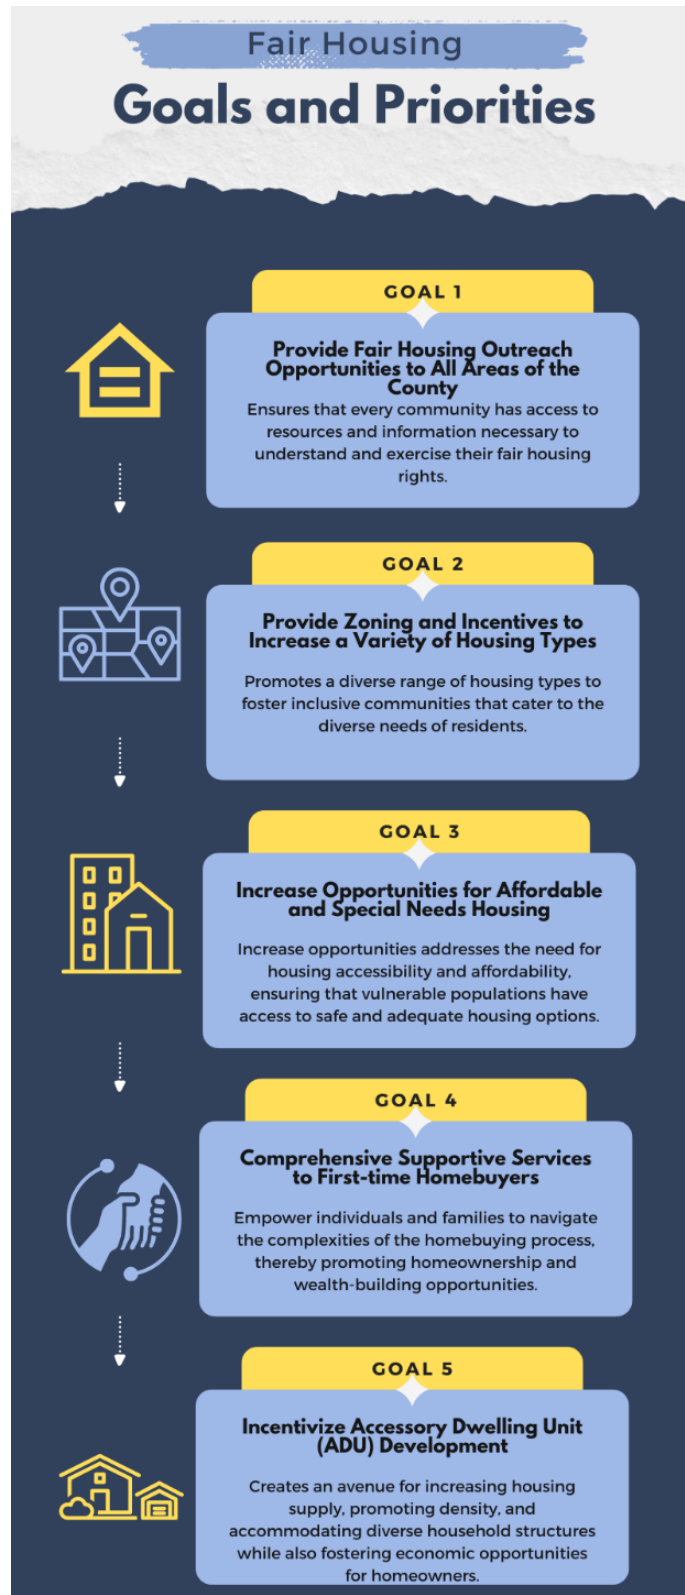 Fair Housing
Goals and Priorities
GOAL 1
Provide Fair Housing Outreach
Opportunities to All Areas of the
County
Ensures that every community has access to
resources and information necessary to
understand and exercise their fair housing
rights.
GOAL 2
Provide Zoning and Incentives to
Increase a Variety of Housing Types
Promotes a diverse range of housing types to
foster inclusive communities that cater to the
diverse needs of residents.
GOAL 3
Increase Opportunities for Affordable
and Special Needs Housing
Increase opportunities addresses the need for
housing accessibility and affordability,
ensuring that vulnerable populations have
access to safe and adequate housing options.
GOAL 4
Comprehensive Supportive Services
to First-time Homebuyers
Empower individuals and families to navigate
the complexities of the homebuying process,
thereby promoting homeownership and
wealth-building opportunities.
GOAL 5
Incentivize Accessory Dwelling Unit
(ADU) Development
Creates an avenue for increasing housing
supply, promoting density, and
accommodating diverse household structures
while also fostering economic opportunities
for homeowners.